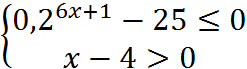 0,2^{6x+1} − 25 ≤ 0
x − 4 > 0